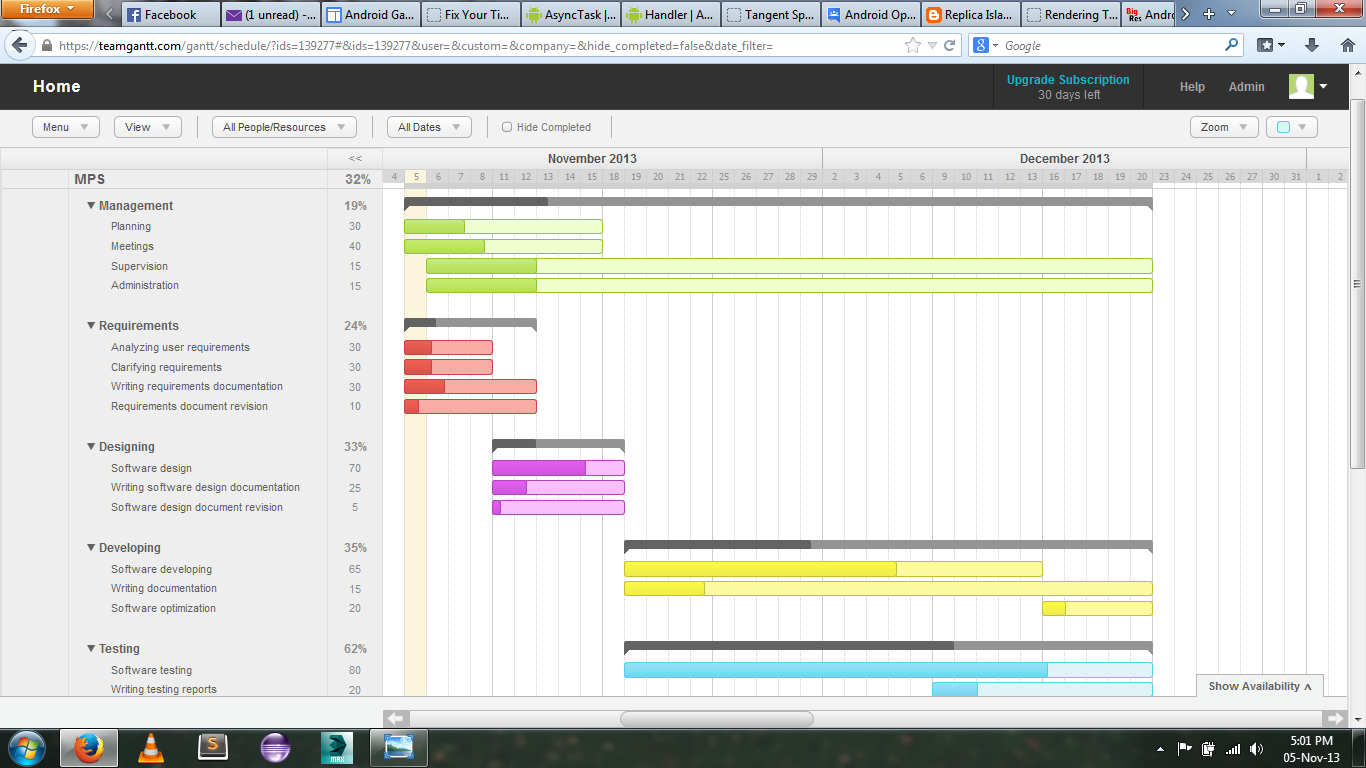 Firefox
Facebook
(1 unread) -...
Android Ga...
Fix Your Ti...
AsyncTask |...
Handler | A...
Tangent Sp...
Android Op...
Replica Isla...
Rendering T...
Big Res Andro
https://teamgantt.com/gantt/schedule/?ids=139277#&ids=139277&user=&custom=&company=&hide_completed=false&date_filter=
Google
Home
Upgrade Subscription
30 days left
Help Admin
Menu View All People/Resources All Dates Hide Completed Zoom
<< November 2013 December 2013
MPS 32% 4 5 6 7 8 11 12 13 14 15 18 19 20 21 22 25 26 27 28 29 2 3 4 5 6 9 10 11 12 13 16 17 18 19 20 23 24 25 26 27 30 31 1 2
Management 19%
Planning 30
Meetings 40
Supervision 15
Administration 15
Requirements 24%
Analyzing user requirements 30
Clarifying requirements 30
Writing requirements documentation 30
Requirements document revision 10
Designing 33%
Software design 70
Writing software design documentation 25
Software design document revision 5
Developing 35%
Software developing 65
Writing documentation 15
Software optimization 20
Testing 62%
Software testing 80
Writing testing reports 20
Show Availability
5:01 PM
05-Nov-13